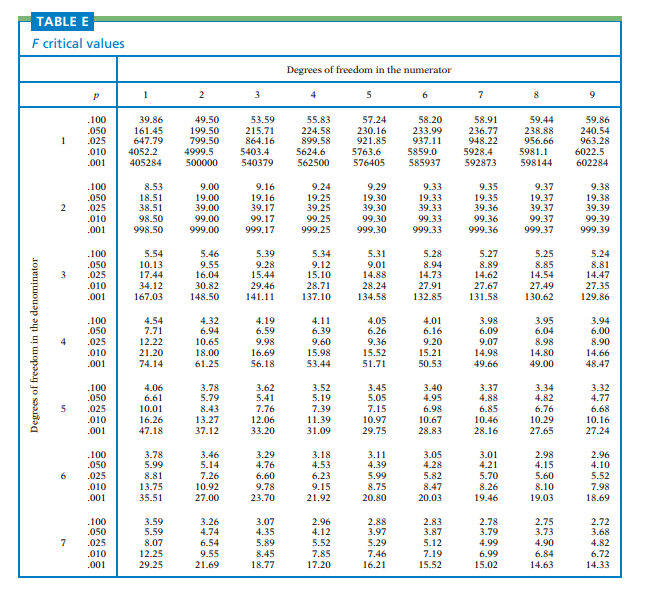 TABLE E
F critical values
Degrees of freedom in the numerator
p 1 2 3 4 5 6 7 8 9
.100 39.86 49.50 53.59 55.83 57.24 58.20 58.91 59.44 59.86
.050 161.45 199.50 215.71 224.58 230.16 233.99 236.77 238.88 240.54
1 .025 647.79 799.50 864.16 899.58 921.85 937.11 948.22 956.66 963.28
.010 4052.2 4999.5 5403.4 5624.6 5763.6 5859.0 5928.4 5981.1 6022.5
.001 405284 500000 540379 562500 576405 585937 592873 598144 602284
.100 8.53 9.00 9.16 9.24 9.29 9.33 9.35 9.37 9.38
.050 18.51 19.00 19.16 19.25 19.30 19.33 19.35 19.37 19.38
2 .025 38.51 39.00 39.17 39.25 39.30 39.33 39.36 39.37 39.39
.010 98.50 99.00 99.17 99.25 99.30 99.33 99.36 99.37 99.39
.001 998.50 999.00 999.17 999.25 999.30 999.33 999.36 999.37 999.39
.100 5.54 5.46 5.39 5.34 5.31 5.28 5.27 5.25 5.24
.050 10.13 9.55 9.28 9.12 9.01 8.94 8.89 8.85 8.81
3 .025 17.44 16.04 15.44 15.10 14.88 14.73 14.62 14.54 14.47
.010 34.12 30.82 29.46 28.71 28.24 27.91 27.67 27.49 27.35
.001 167.03 148.50 141.11 137.10 134.58 132.85 131.58 130.62 129.86
.100 4.54 4.32 4.19 4.11 4.05 4.01 3.98 3.95 3.94
.050 7.71 6.94 6.59 6.39 6.26 6.16 6.09 6.04 6.00
4 .025 12.22 10.65 9.98 9.60 9.36 9.20 9.07 8.98 8.90
.010 21.20 18.00 16.69 15.98 15.52 15.21 14.98 14.80 14.66
.001 74.14 61.25 56.18 53.44 51.71 50.53 49.66 49.00 48.47
.100 4.06 3.78 3.62 3.52 3.45 3.40 3.37 3.34 3.32
.050 6.61 5.79 5.41 5.19 5.05 4.95 4.88 4.82 4.77
5 .025 10.01 8.43 7.76 7.39 7.15 6.98 6.85 6.76 6.68
.010 16.26 13.27 12.06 11.39 10.97 10.67 10.46 10.29 10.16
.001 47.18 37.12 33.20 31.09 29.75 28.83 28.16 27.65 27.24
.100 3.78 3.46 3.29 3.18 3.11 3.05 3.01 2.98 2.96
.050 5.99 5.14 4.76 4.53 4.39 4.28 4.21 4.15 4.10
6 .025 8.81 7.26 6.60 6.23 5.99 5.82 5.70 5.60 5.52
.010 13.75 10.92 9.78 9.15 8.75 8.47 8.26 8.10 7.98
.001 35.51 27.00 23.70 21.92 20.80 20.03 19.46 19.03 18.69
.100 3.59 3.26 3.07 2.96 2.88 2.83 2.78 2.75 2.72
.050 5.59 4.74 4.35 4.12 3.97 3.87 3.79 3.73 3.68
7 .025 8.07 6.54 5.89 5.52 5.29 5.12 4.99 4.90 4.82
.010 12.25 9.55 8.45 7.85 7.46 7.19 6.99 6.84 6.72
.001 29.25 21.69 18.77 17.20 16.21 15.52 15.02 14.63 14.33
Degrees of freedom in the denominator